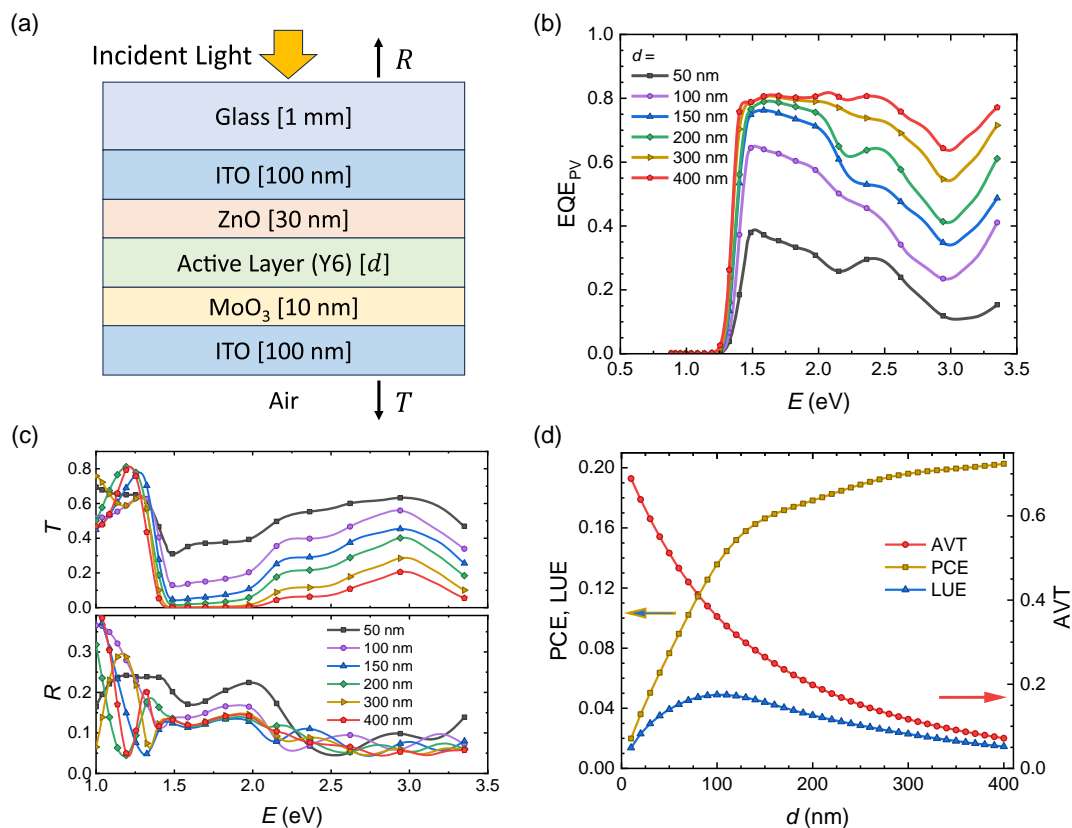 (a)
Incident Light
R
Glass [1 mm]
ITO [100 nm]
ZnO [30 nm]
Active Layer (Y6) [d]
MoO₃ [10 nm]
ITO [100 nm]
Air
T
(b)
d =
50 nm
100 nm
150 nm
200 nm
300 nm
400 nm
EQE_PV
0.0
0.2
0.4
0.6
0.8
1.0
0.5
1.0
1.5
2.0
2.5
3.0
3.5
E (eV)
(c)
T
0.8
0.6
0.4
0.2
0.0
R
0.3
0.2
0.1
0.0
50 nm
100 nm
150 nm
200 nm
300 nm
400 nm
1.0
1.5
2.0
2.5
3.0
3.5
E (eV)
(d)
PCE, LUE
0.20
0.16
0.12
0.08
0.04
0.00
AVT
PCE
LUE
0.6
0.4
0.2
0.0
AVT
0
100
200
300
400
d (nm)